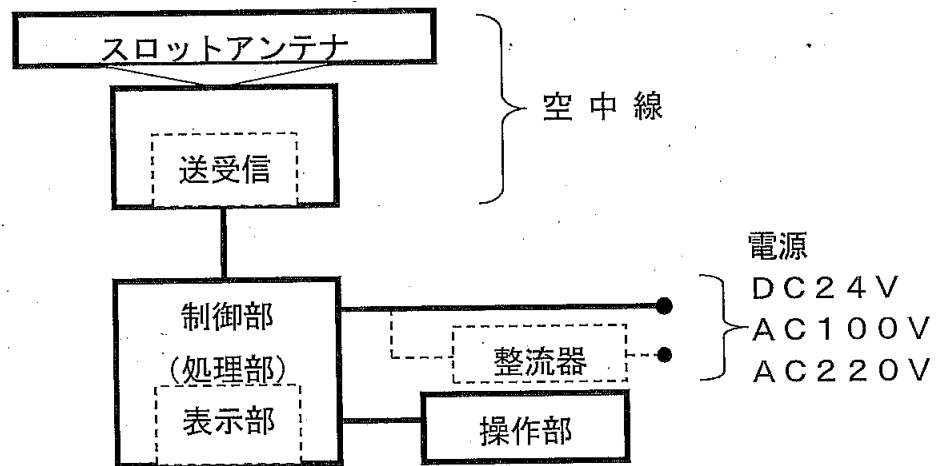 スロットアンテナ
空中線
送受信
電源
DC24V
制御部
AC100V
(処理部)
整流器
AC220V
表示部
操作部